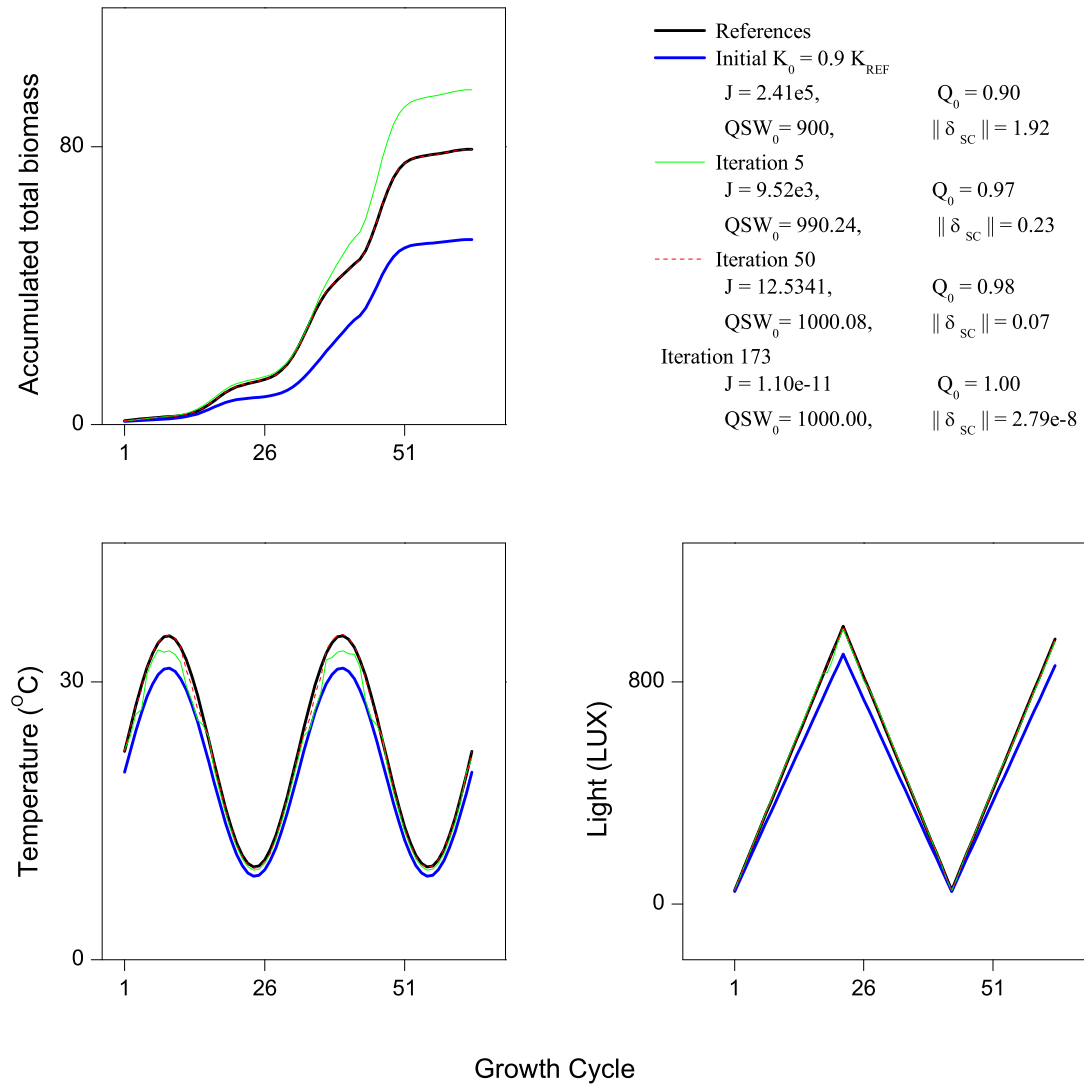 Accumulated total biomass
80
0
1 26 51
References
Initial K0 = 0.9 KREF
J = 2.41e5, Q0 = 0.90
QSW0= 900, || δ SC || = 1.92
Iteration 5
J = 9.52e3, Q0 = 0.97
QSW0= 990.24, || δ SC || = 0.23
Iteration 50
J = 12.5341, Q0 = 0.98
QSW0= 1000.08, || δ SC || = 0.07
Iteration 173
J = 1.10e-11 Q0 = 1.00
QSW0= 1000.00, || δ SC || = 2.79e-8
Temperature (OC)
30
0
1 26 51
Light (LUX)
800
0
1 26 51
Growth Cycle